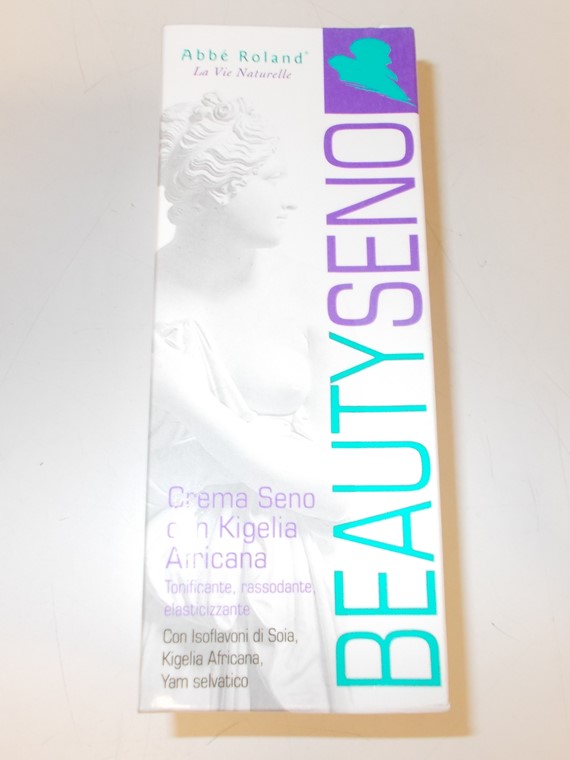 Abbé Roland™
La Vie Naturelle
BEAUTYSENO
Crema Seno
con Kigelia
Africana
Tonificante, rassodante,
elasticizzante
Con Isoflavoni di Soia,
Kigelia Africana,
Yam selvatico